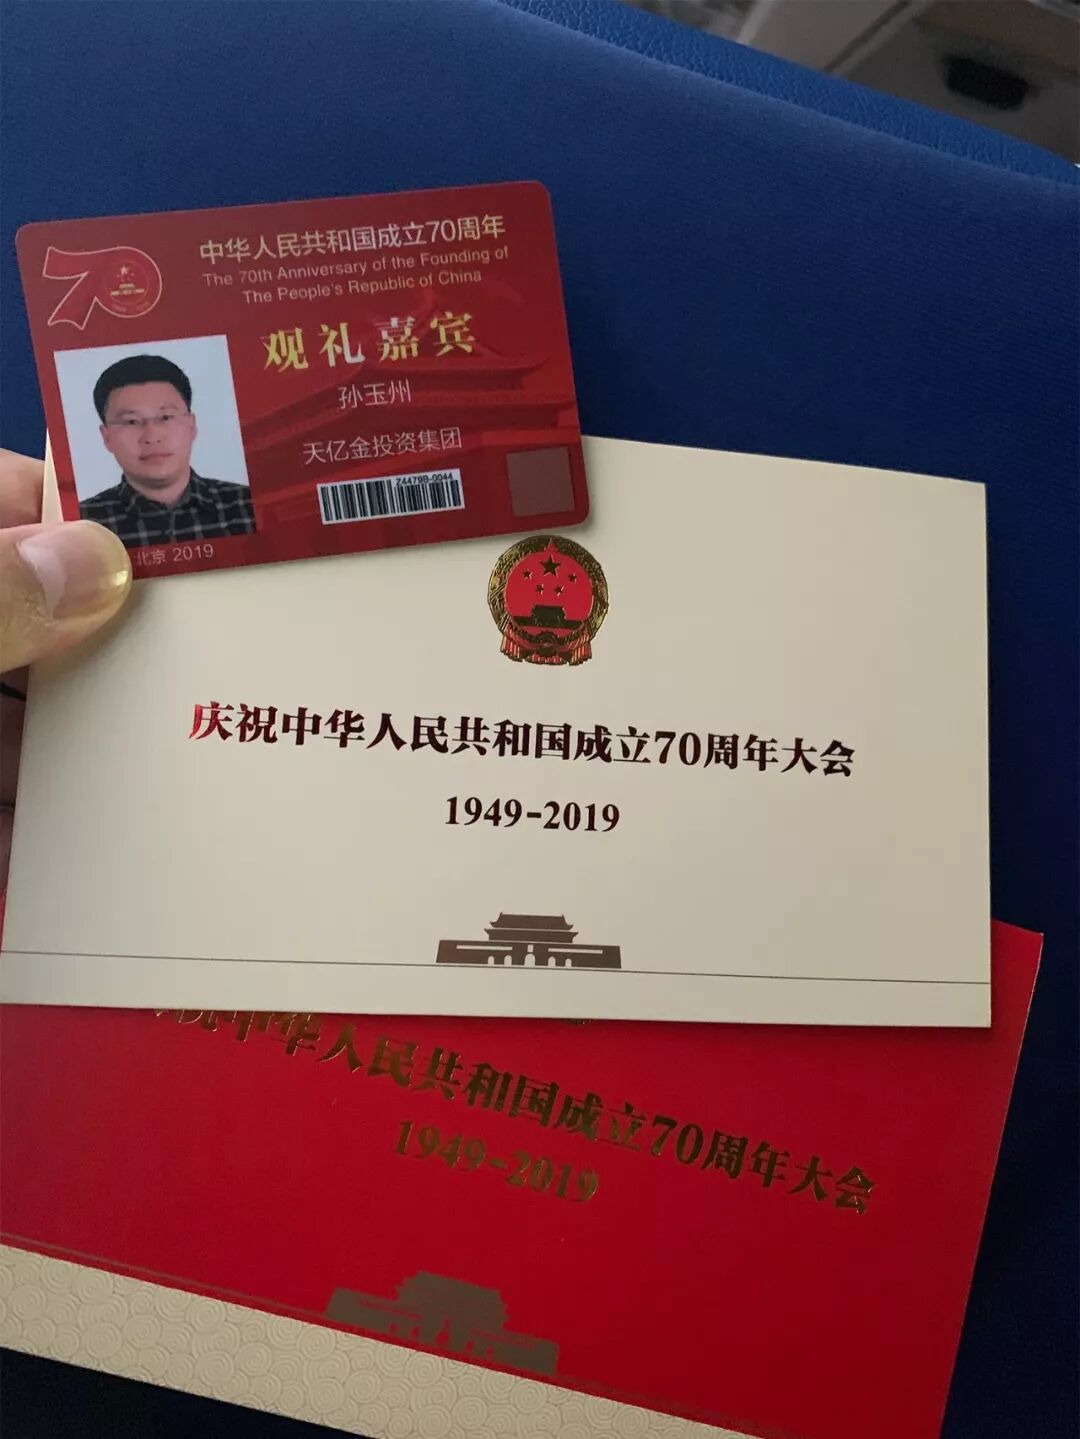 中华人民共和国成立70周年
The 70th Anniversary of the Founding of
The People's Republic of China
70
观礼嘉宾
孙玉州
天亿金投资集团
Z4479B-0044
北京 2019
庆祝中华人民共和国成立70周年大会
1949-2019
祝中华人民共和国成立70周年大会
1949-2019